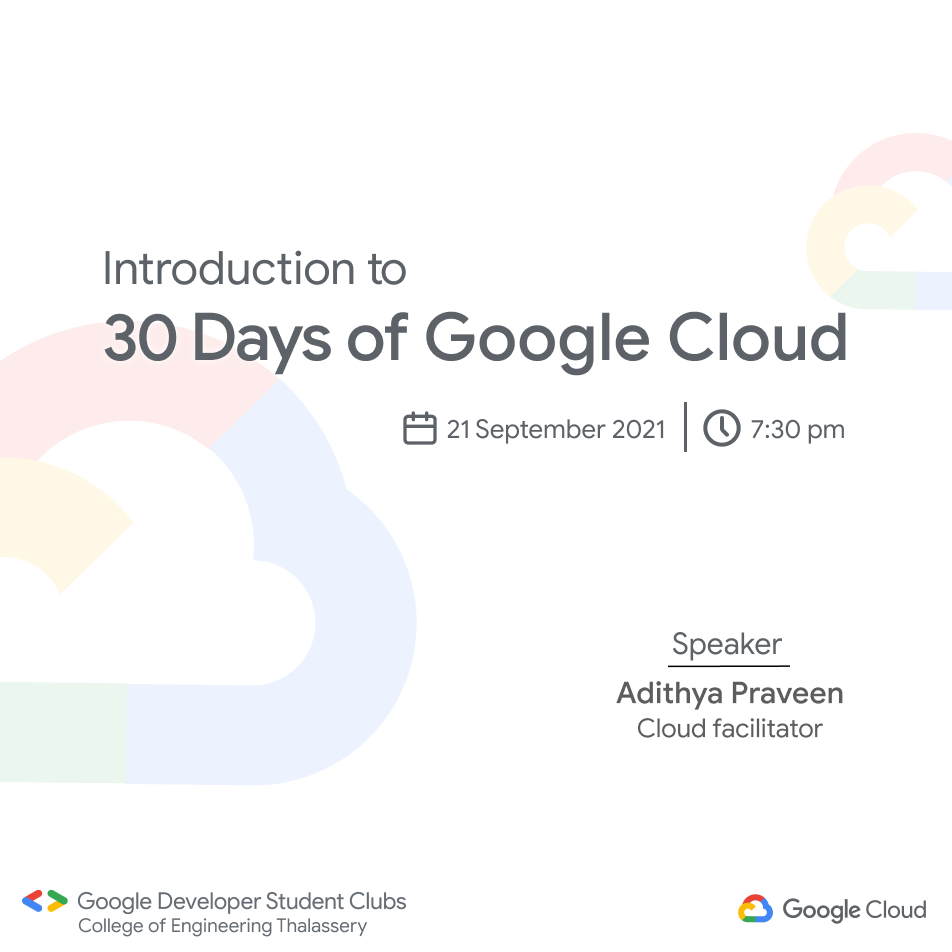 Introduction to
30 Days of Google Cloud
21 September 2021 7:30 pm
Speaker
Adithya Praveen
Cloud facilitator
Google Developer Student Clubs
College of Engineering Thalassery
Google Cloud